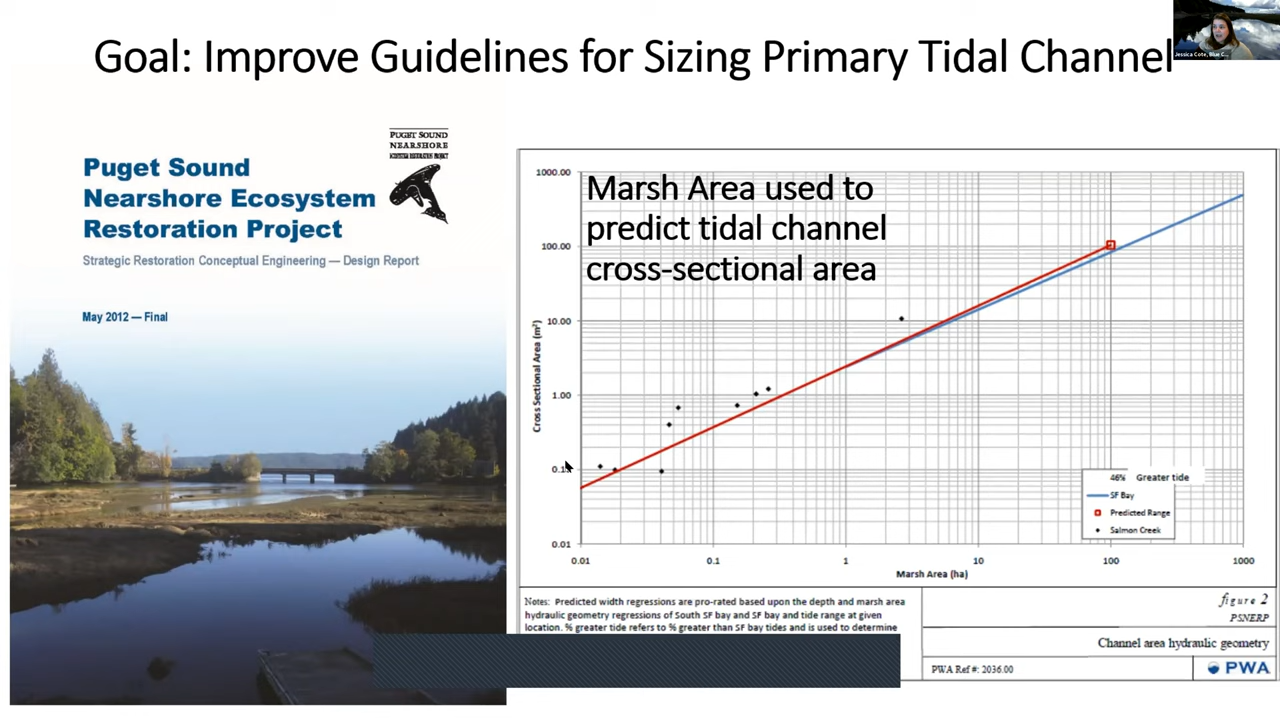 Goal: Improve Guidelines for Sizing Primary Tidal Channel
Jessica Cote, Blue C...
PUGET SOUND
NEARSHORE
ECOSYSTEM RESTORATION PROJECT
Puget Sound
Nearshore Ecosystem
Restoration Project
Strategic Restoration Conceptual Engineering — Design Report
May 2012 — Final
Marsh Area used to
predict tidal channel
cross-sectional area
1000.00
100.00
10.00
1.00
0.01
Cross Sectional Area (m²)
0.01
0.1
1
10
100
1000
Marsh Area (ha)
46% Greater tide
SF Bay
Predicted Range
Salmon Creek
Notes: Predicted width regressions are pro-rated based upon the depth and marsh area
hydraulic geometry regressions of South SF bay and SF bay and tide range at given
location. % greater tide refers to % greater than SF bay tides and is used to determine
figure 2
PSNERP
Channel area hydraulic geometry
PWA Ref #: 2036.00
PWA